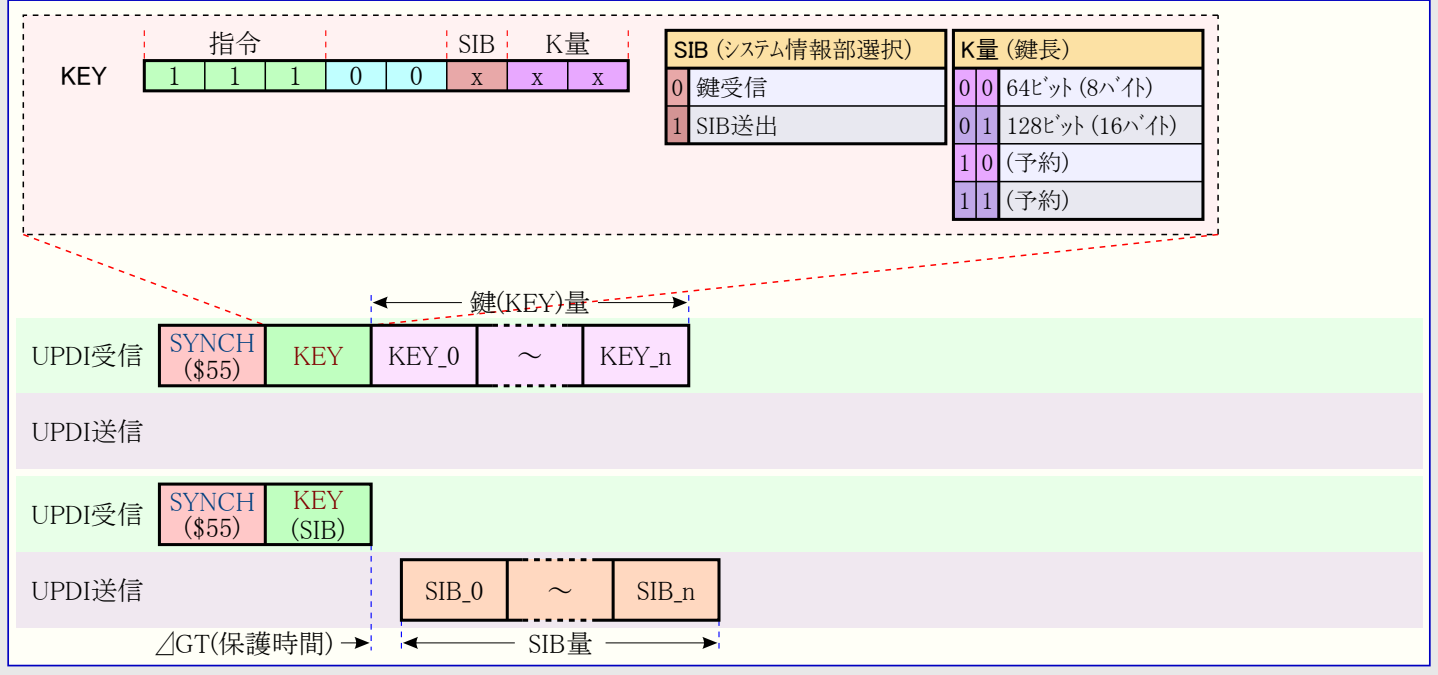 指令 SIB K量
KEY 1 1 1 0 0 x x x
SIB (システム情報部選択)
0 鍵受信
1 SIB送出
K量 (鍵長)
0 0 64ビット (8バイト)
0 1 128ビット (16バイト)
1 0 (予約)
1 1 (予約)
鍵(KEY)量
UPDI受信 SYNCH ($55) KEY KEY_0 ～ KEY_n
UPDI送信
UPDI受信 SYNCH ($55) KEY (SIB)
UPDI送信 SIB_0 ～ SIB_n
⊿GT(保護時間) SIB量